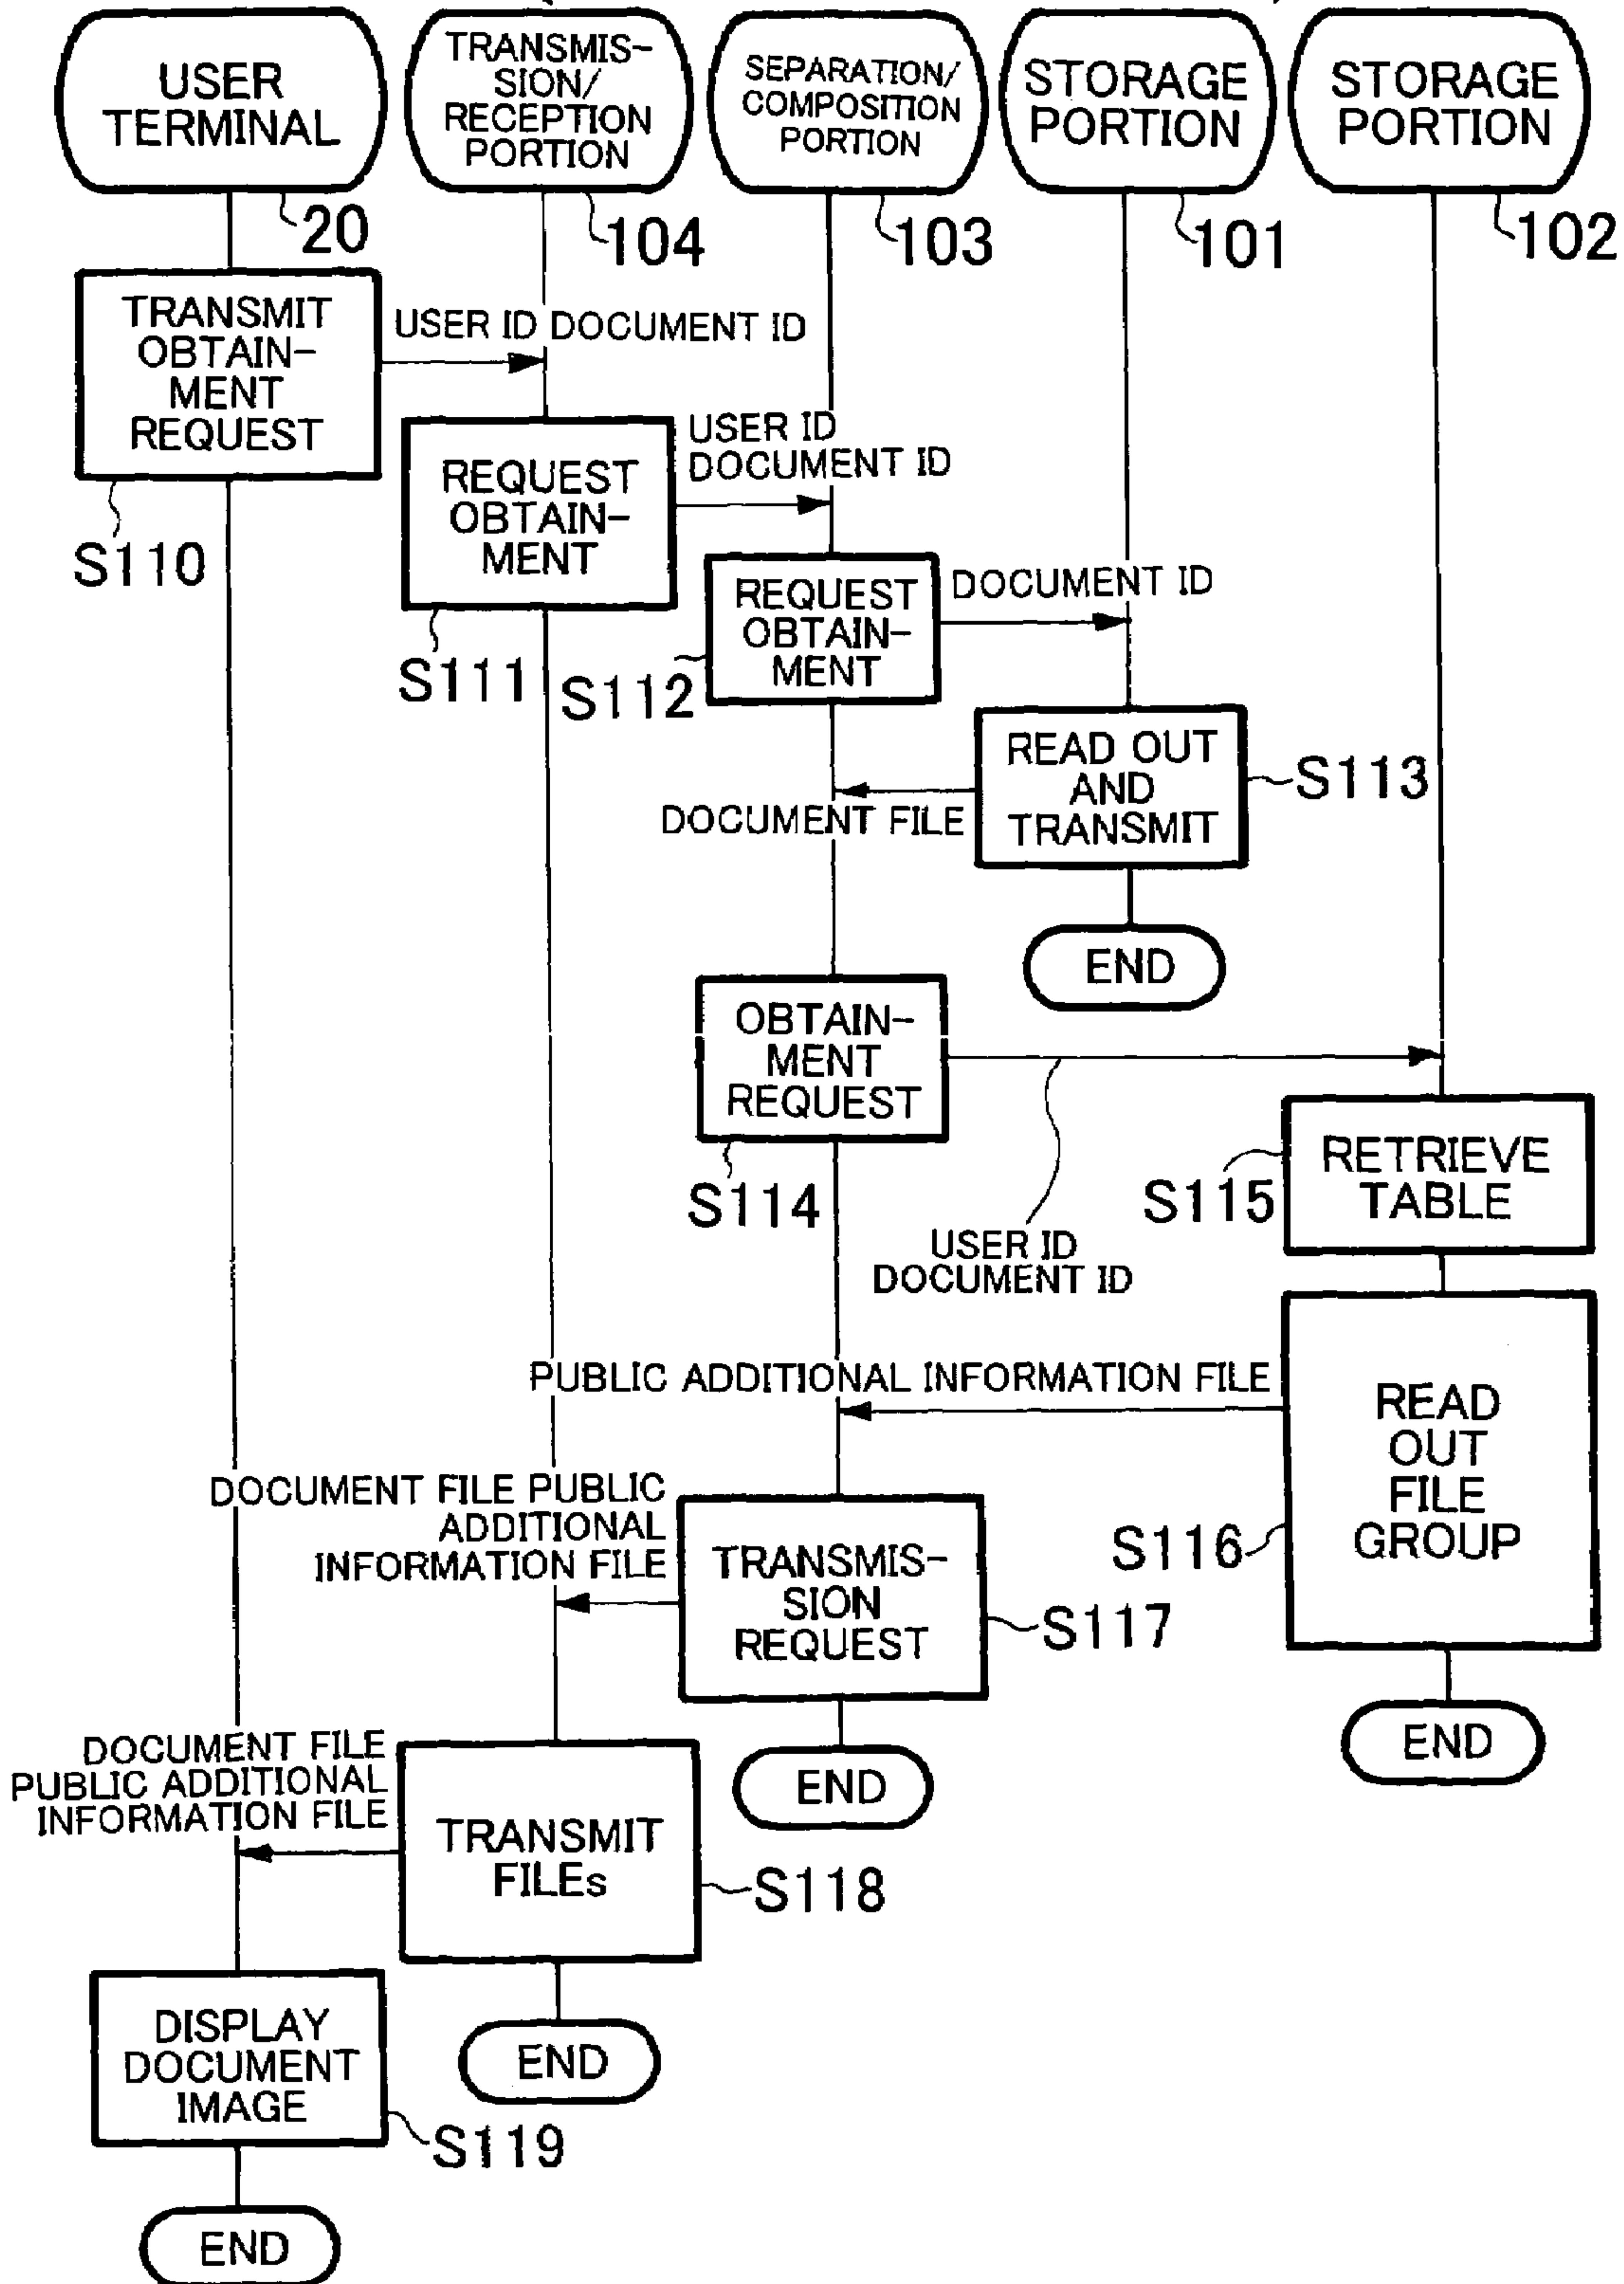 USER
TERMINAL
TRANSMIS-
SION/
RECEPTION
PORTION
SEPARATION/
COMPOSITION
PORTION
STORAGE
PORTION
STORAGE
PORTION
20
104
103
101
102
TRANSMIT
OBTAIN-
MENT
REQUEST
USER ID DOCUMENT ID
S110
REQUEST
OBTAIN-
MENT
USER ID
DOCUMENT ID
S111
REQUEST
OBTAIN-
MENT
DOCUMENT ID
S112
READ OUT
AND
TRANSMIT
S113
DOCUMENT FILE
END
OBTAIN-
MENT
REQUEST
S114
USER ID
DOCUMENT ID
RETRIEVE
TABLE
S115
READ
OUT
FILE
GROUP
S116
PUBLIC ADDITIONAL INFORMATION FILE
END
TRANSMIS-
SION
REQUEST
S117
DOCUMENT FILE PUBLIC
ADDITIONAL
INFORMATION FILE
END
TRANSMIT
FILEs
S118
DOCUMENT FILE
PUBLIC ADDITIONAL
INFORMATION FILE
END
DISPLAY
DOCUMENT
IMAGE
S119
END